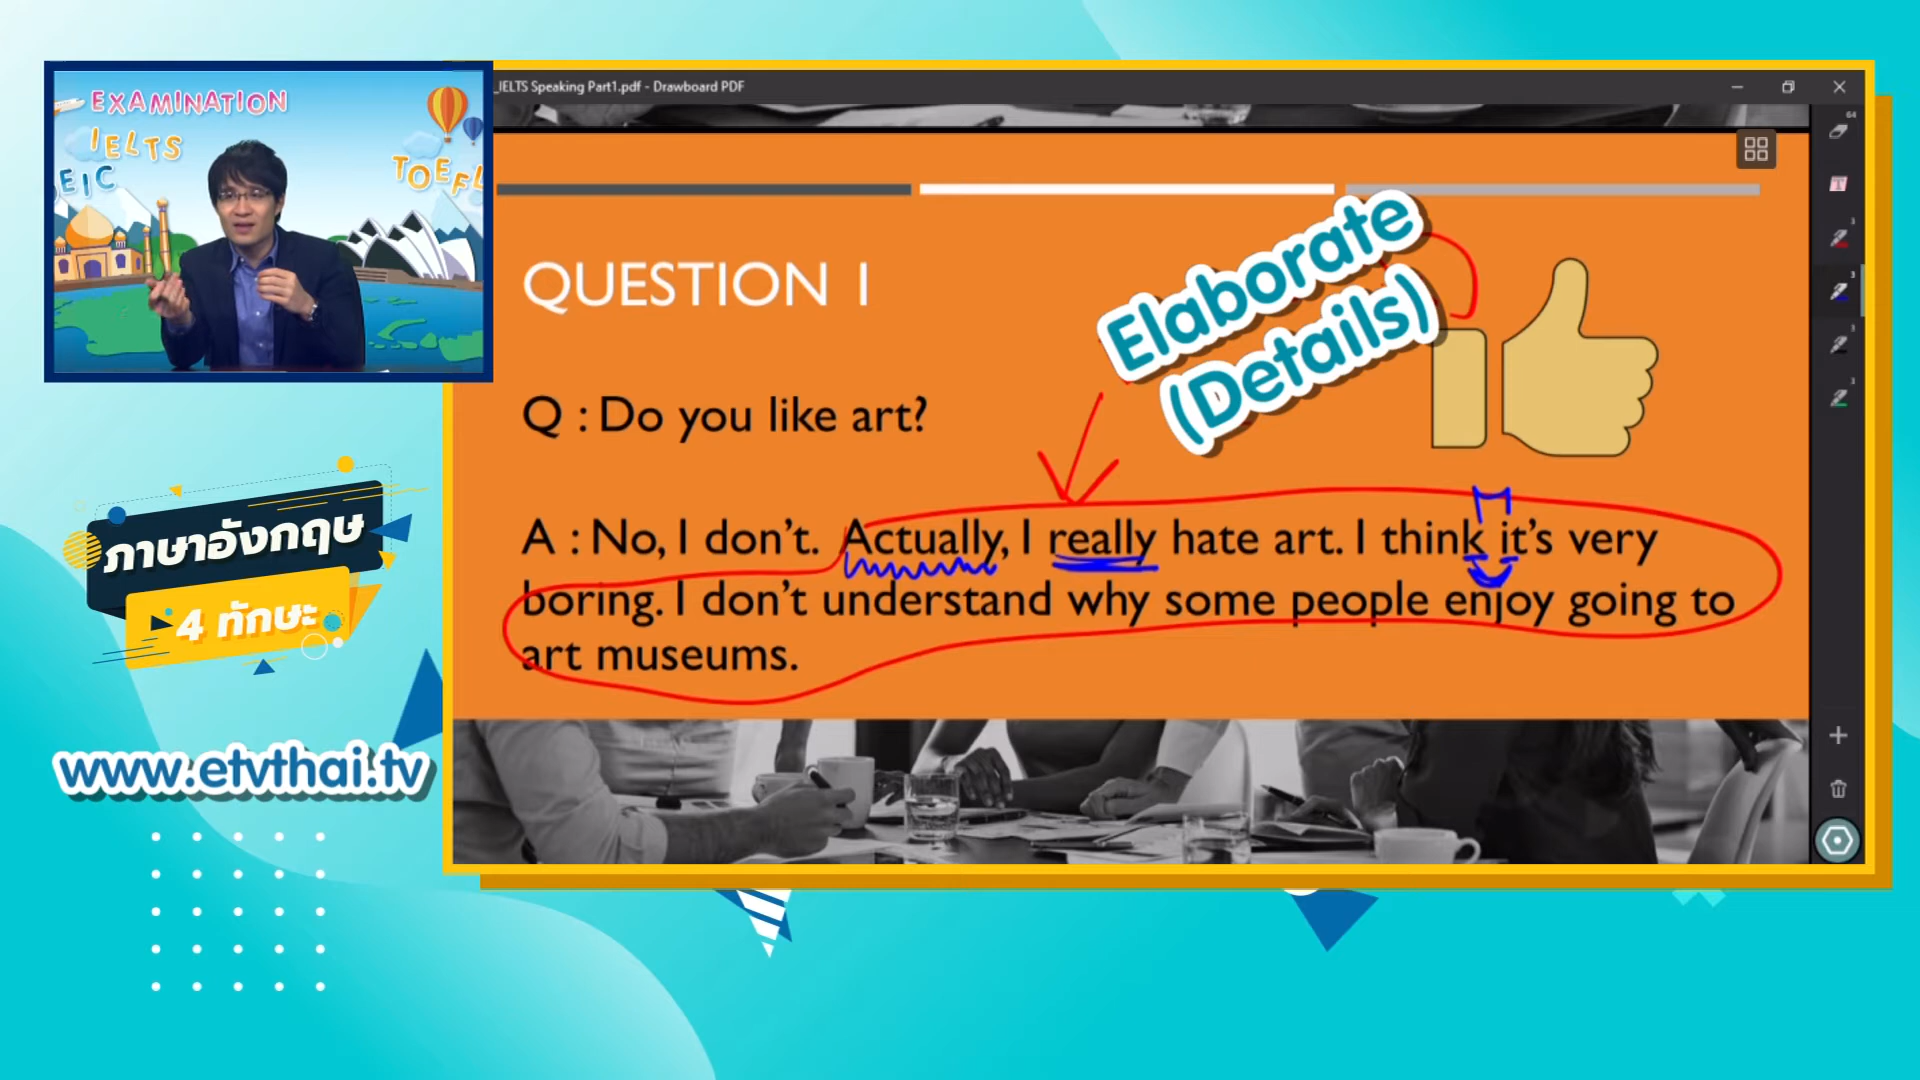 _IELTS Speaking Part1.pdf - Drawboard PDF
EXAMINATION
IELTS
EIC
TOEFL
Elaborate
(Details)
QUESTION 1
Q : Do you like art?
A : No, I don't. Actually, I really hate art. I think it's very
boring. I don't understand why some people enjoy going to
art museums.
ภาษาอังกฤษ
4 ทักษะ
www.etvthai.tv